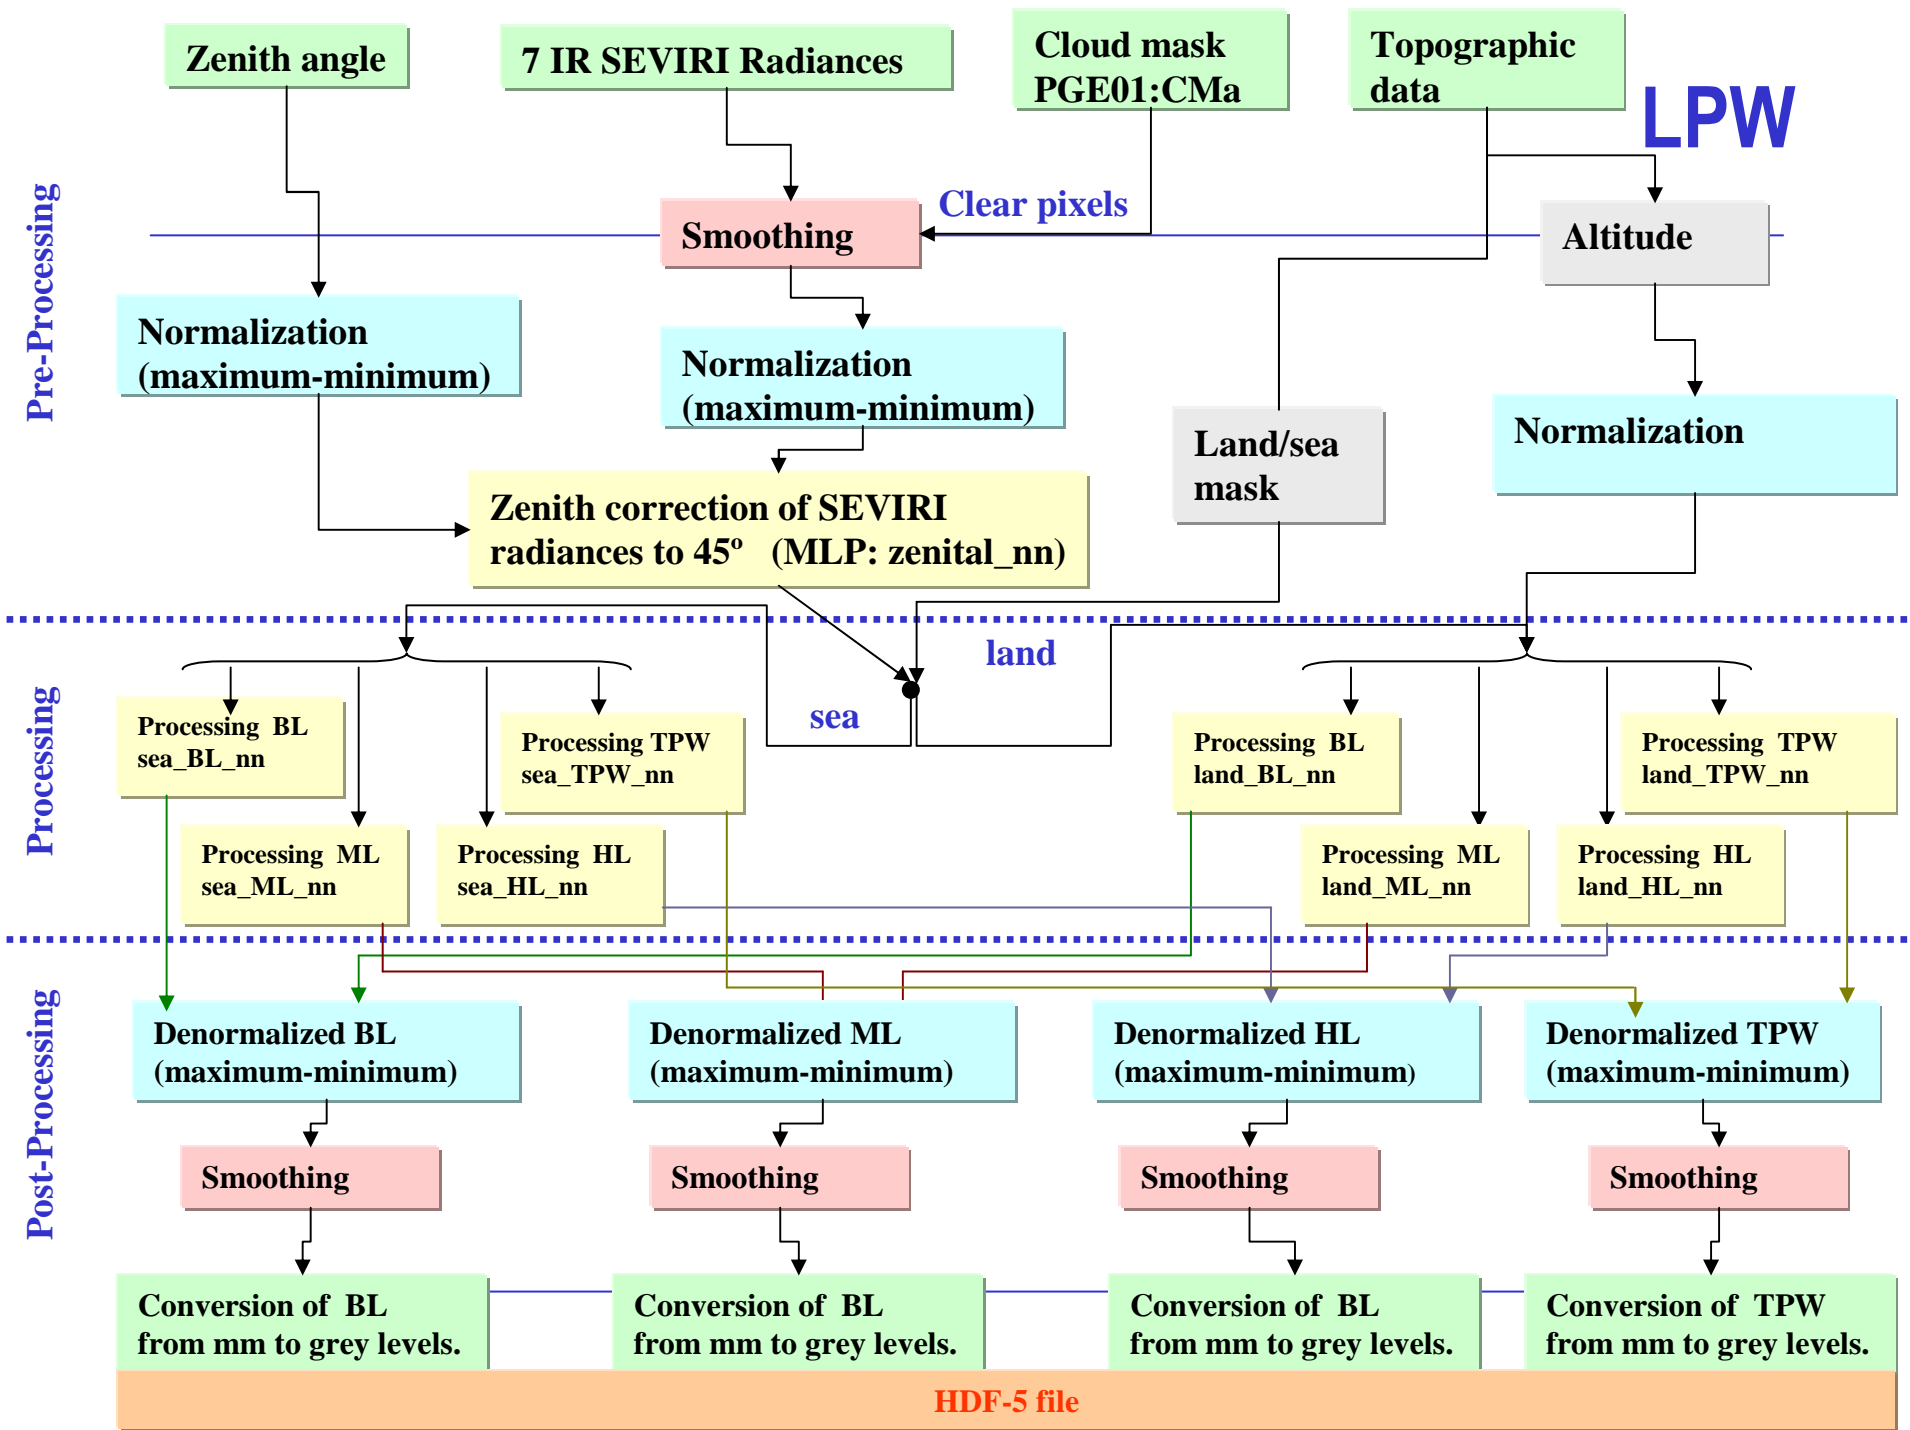 Zenith angle
7 IR SEVIRI Radiances
Cloud mask
PGE01:CMa
Topographic
data
LPW
Pre-Processing
Clear pixels
Smoothing
Altitude
Normalization
(maximum-minimum)
Normalization
(maximum-minimum)
Land/sea
mask
Normalization
Zenith correction of SEVIRI
radiances to 45º (MLP: zenital_nn)
Processing
land
sea
Processing BL
sea_BL_nn
Processing TPW
sea_TPW_nn
Processing BL
land_BL_nn
Processing TPW
land_TPW_nn
Processing ML
sea_ML_nn
Processing HL
sea_HL_nn
Processing ML
land_ML_nn
Processing HL
land_HL_nn
Post-Processing
Denormalized BL
(maximum-minimum)
Denormalized ML
(maximum-minimum)
Denormalized HL
(maximum-minimum)
Denormalized TPW
(maximum-minimum)
Smoothing
Smoothing
Smoothing
Smoothing
Conversion of BL
from mm to grey levels.
Conversion of BL
from mm to grey levels.
Conversion of BL
from mm to grey levels.
Conversion of TPW
from mm to grey levels.
HDF-5 file